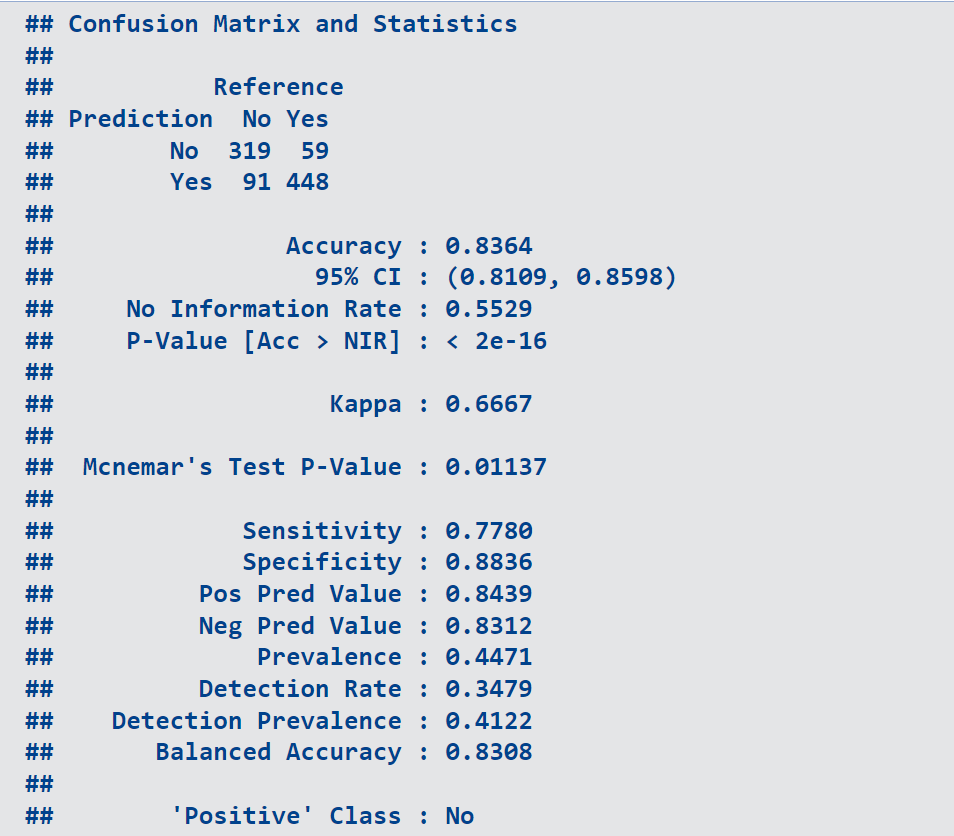 ## Confusion Matrix and Statistics
##
##           Reference
## Prediction  No Yes
##        No  319  59
##        Yes  91 448
##
##                Accuracy : 0.8364
##                  95% CI : (0.8109, 0.8598)
##     No Information Rate : 0.5529
##     P-Value [Acc > NIR] : < 2e-16
##
##                   Kappa : 0.6667
##
##  Mcnemar's Test P-Value : 0.01137
##
##             Sensitivity : 0.7780
##             Specificity : 0.8836
##          Pos Pred Value : 0.8439
##          Neg Pred Value : 0.8312
##              Prevalence : 0.4471
##          Detection Rate : 0.3479
##    Detection Prevalence : 0.4122
##       Balanced Accuracy : 0.8308
##
##        'Positive' Class : No